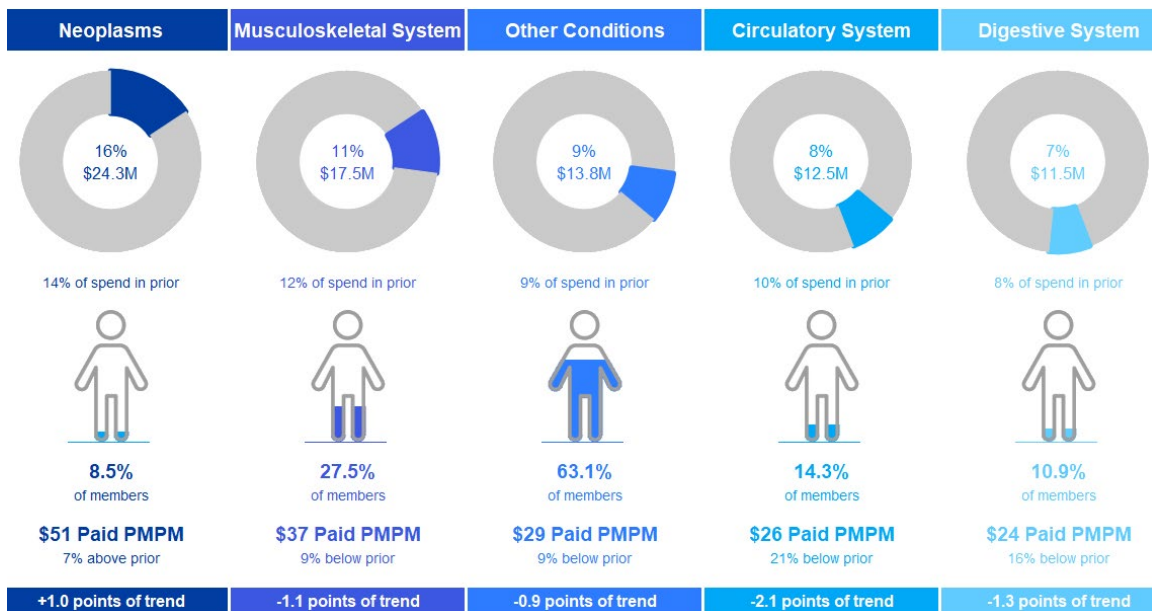 Neoplasms
16%
$24.3M
14% of spend in prior
8.5%
of members
$51 Paid PMPM
7% above prior
+1.0 points of trend
Musculoskeletal System
11%
$17.5M
12% of spend in prior
27.5%
of members
$37 Paid PMPM
9% below prior
-1.1 points of trend
Other Conditions
9%
$13.8M
9% of spend in prior
63.1%
of members
$29 Paid PMPM
9% below prior
-0.9 points of trend
Circulatory System
8%
$12.5M
10% of spend in prior
14.3%
of members
$26 Paid PMPM
21% below prior
-2.1 points of trend
Digestive System
7%
$11.5M
8% of spend in prior
10.9%
of members
$24 Paid PMPM
16% below prior
-1.3 points of trend